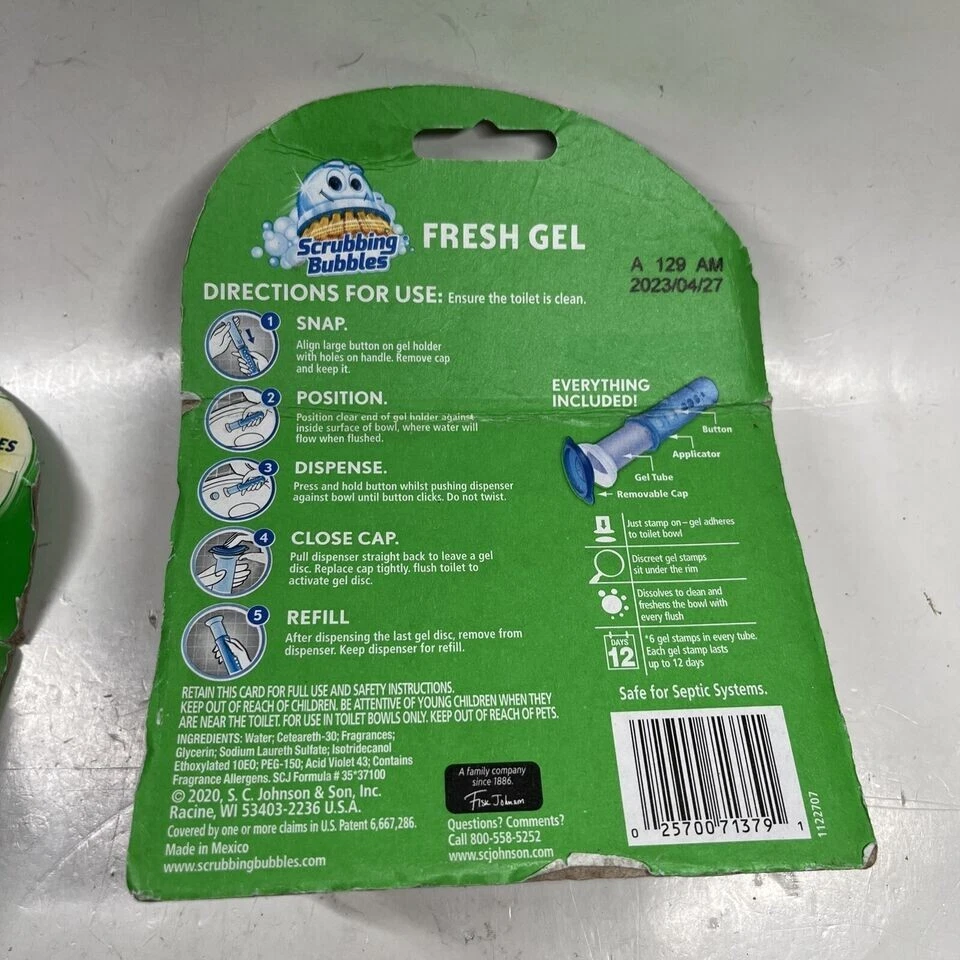 Scrubbing
Bubbles
FRESH GEL
A 129 AM
2023/04/27
DIRECTIONS FOR USE: Ensure the toilet is clean.
1
SNAP.
Align large button on gel holder
with holes on handle. Remove cap
and keep it.
2
POSITION.
Position clear end of gel holder against
inside surface of bowl, where water will
flow when flushed.
3
DISPENSE.
Press and hold button whilst pushing dispenser
against bowl until button clicks. Do not twist.
4
CLOSE CAP.
Pull dispenser straight back to leave a gel
disc. Replace cap tightly. flush toilet to
activate gel disc.
5
REFILL
After dispensing the last gel disc, remove from
dispenser. Keep dispenser for refill.
EVERYTHING
INCLUDED!
Button
Applicator
Gel Tube
Removable Cap
Just stamp on – gel adheres
to toilet bowl
Discreet gel stamps
sit under the rim
Dissolves to clean and
freshens the bowl with
every flush
DAYS
12
*6 gel stamps in every tube.
Each gel stamp lasts
up to 12 days
Safe for Septic Systems.
RETAIN THIS CARD FOR FULL USE AND SAFETY INSTRUCTIONS.
KEEP OUT OF REACH OF CHILDREN. BE ATTENTIVE OF YOUNG CHILDREN WHEN THEY
ARE NEAR THE TOILET. FOR USE IN TOILET BOWLS ONLY. KEEP OUT OF REACH OF PETS.
INGREDIENTS: Water; Ceteareth-30; Fragrances;
Glycerin; Sodium Laureth Sulfate; Isotridecanol
Ethoxylated 10EO; PEG-150; Acid Violet 43; Contains
Fragrance Allergens. SCJ Formula # 35*37100
© 2020, S. C. Johnson & Son, Inc.
Racine, WI 53403-2236 U.S.A.
Covered by one or more claims in U.S. Patent 6,667,286.
Made in Mexico
www.scrubbingbubbles.com
A family company
since 1886.
Fisk Johnson
Questions? Comments?
Call 800-558-5252
www.scjohnson.com
0 25700 71379 1
1122707
ES